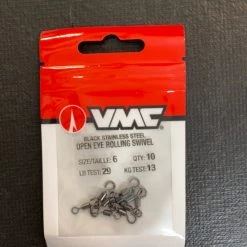 VMC
BLACK STAINLESS STEEL
OPEN EYE ROLLING SWIVEL
SIZE/TAILLE: 6 QTY: 10
LB TEST: 29 KG TEST: 13